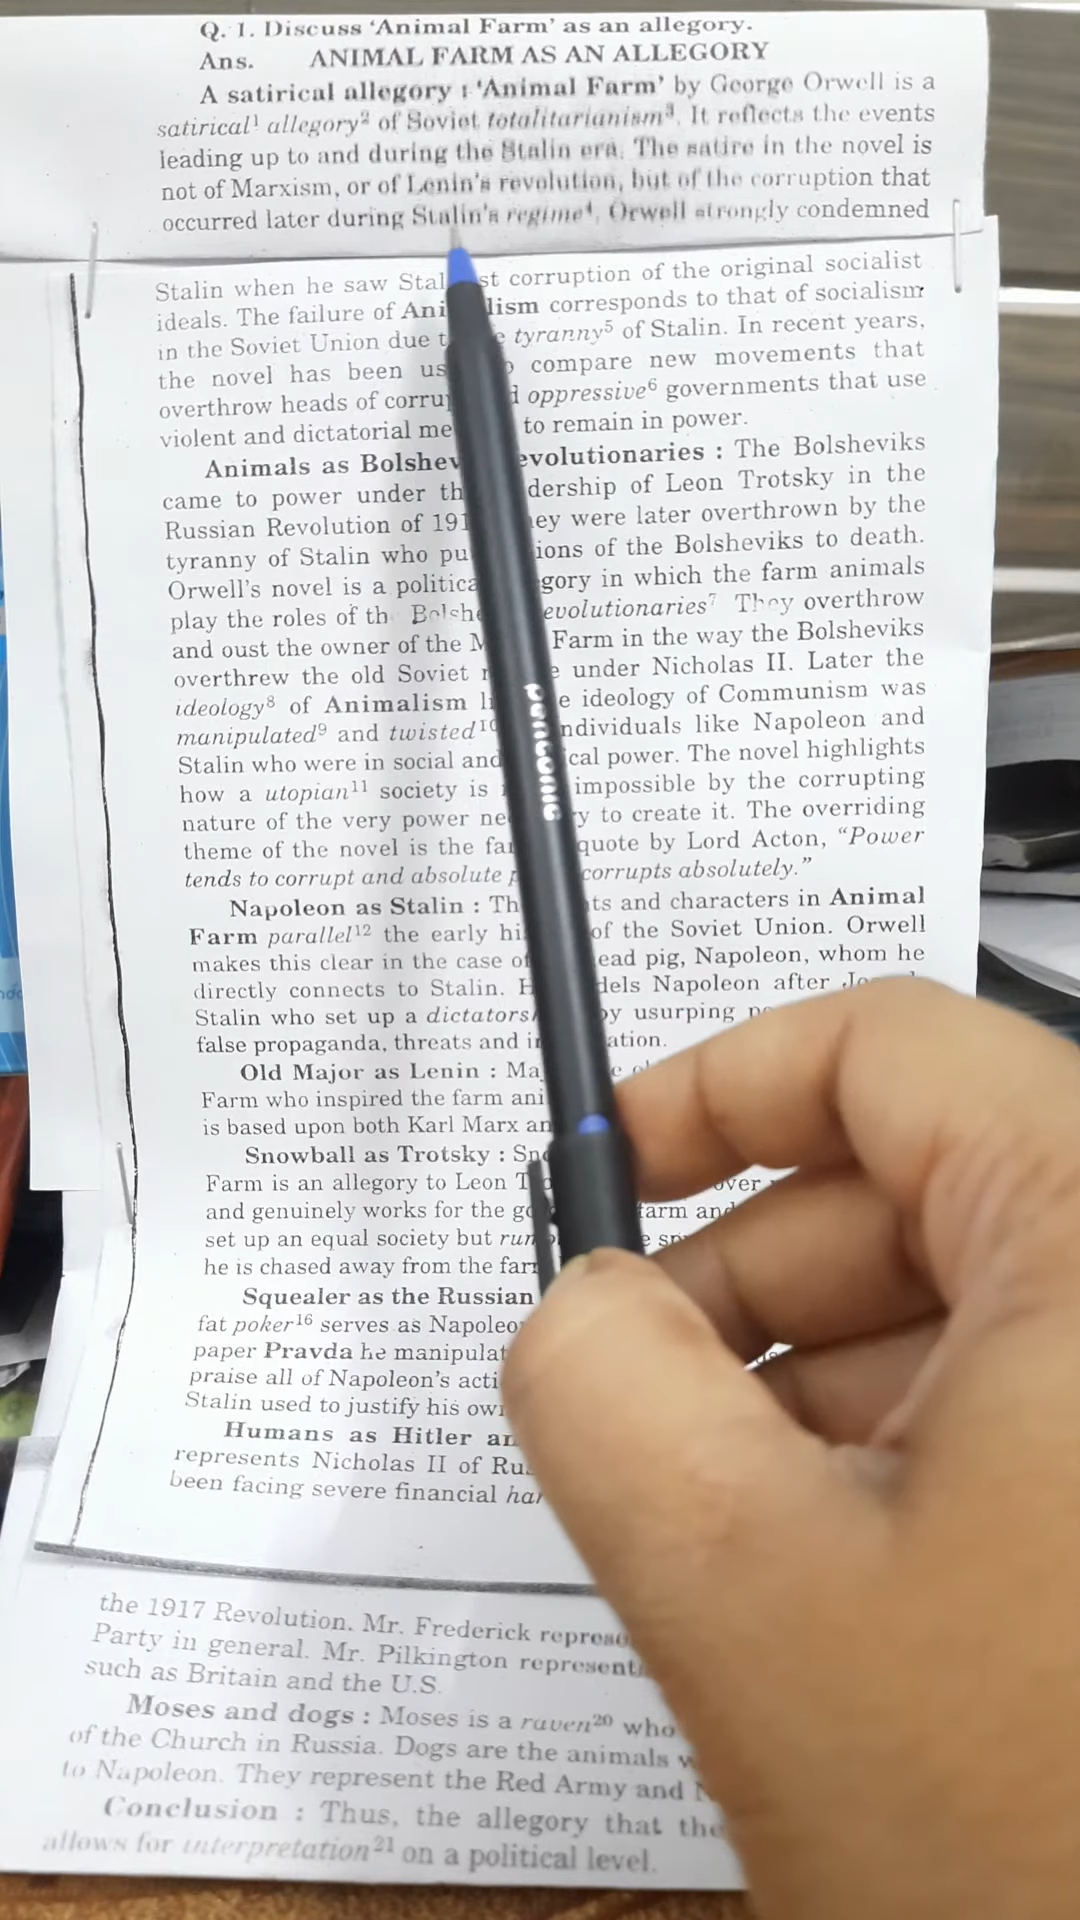 Q. 1. Discuss 'Animal Farm' as an allegory.
Ans. ANIMAL FARM AS AN ALLEGORY
A satirical allegory : 'Animal Farm' by George Orwell is a
satirical¹ allegory² of Soviet totalitarianism³. It reflects the events
leading up to and during the Stalin era. The satire in the novel is
not of Marxism, or of Lenin's revolution, but of the corruption that
occurred later during Stalin's regime⁴. Orwell strongly condemned
Stalin when he saw Stal st corruption of the original socialist
ideals. The failure of Ani lism corresponds to that of socialism
in the Soviet Union due t e tyranny⁵ of Stalin. In recent years,
the novel has been us o compare new movements that
overthrow heads of corru d oppressive⁶ governments that use
violent and dictatorial me to remain in power.
Animals as Bolshev evolutionaries : The Bolsheviks
came to power under th dership of Leon Trotsky in the
Russian Revolution of 191 ey were later overthrown by the
tyranny of Stalin who pu ions of the Bolsheviks to death.
Orwell's novel is a politica gory in which the farm animals
play the roles of th Bolshe evolutionaries⁷ They overthrow
and oust the owner of the M Farm in the way the Bolsheviks
overthrew the old Soviet r e under Nicholas II. Later the
ideology⁸ of Animalism li e ideology of Communism was
manipulated⁹ and twisted¹⁰ ndividuals like Napoleon and
Stalin who were in social and cal power. The novel highlights
how a utopian¹¹ society is impossible by the corrupting
nature of the very power ne ry to create it. The overriding
theme of the novel is the fa quote by Lord Acton, "Power
tends to corrupt and absolute p corrupts absolutely."
Napoleon as Stalin : Th ts and characters in Animal
Farm parallel¹² the early hi of the Soviet Union. Orwell
makes this clear in the case of ead pig, Napoleon, whom he
directly connects to Stalin. H dels Napoleon after Jo
Stalin who set up a dictators by usurping po
false propaganda, threats and in ation.
Old Major as Lenin : Ma
Farm who inspired the farm ani
is based upon both Karl Marx an
Snowball as Trotsky : Sno
Farm is an allegory to Leon T over
and genuinely works for the go farm and
set up an equal society but run e sp
he is chased away from the farm
Squealer as the Russian
fat poker¹⁶ serves as Napoleo
paper Pravda he manipulat
praise all of Napoleon's acti
Stalin used to justify his own
Humans as Hitler an
represents Nicholas II of Rus
been facing severe financial har
the 1917 Revolution. Mr. Frederick represe
Party in general. Mr. Pilkington represent
such as Britain and the U.S.
Moses and dogs : Moses is a raven²⁰ who
of the Church in Russia. Dogs are the animals w
to Napoleon. They represent the Red Army and N
Conclusion : Thus, the allegory that the
allows for interpretation²¹ on a political level.
pentonic